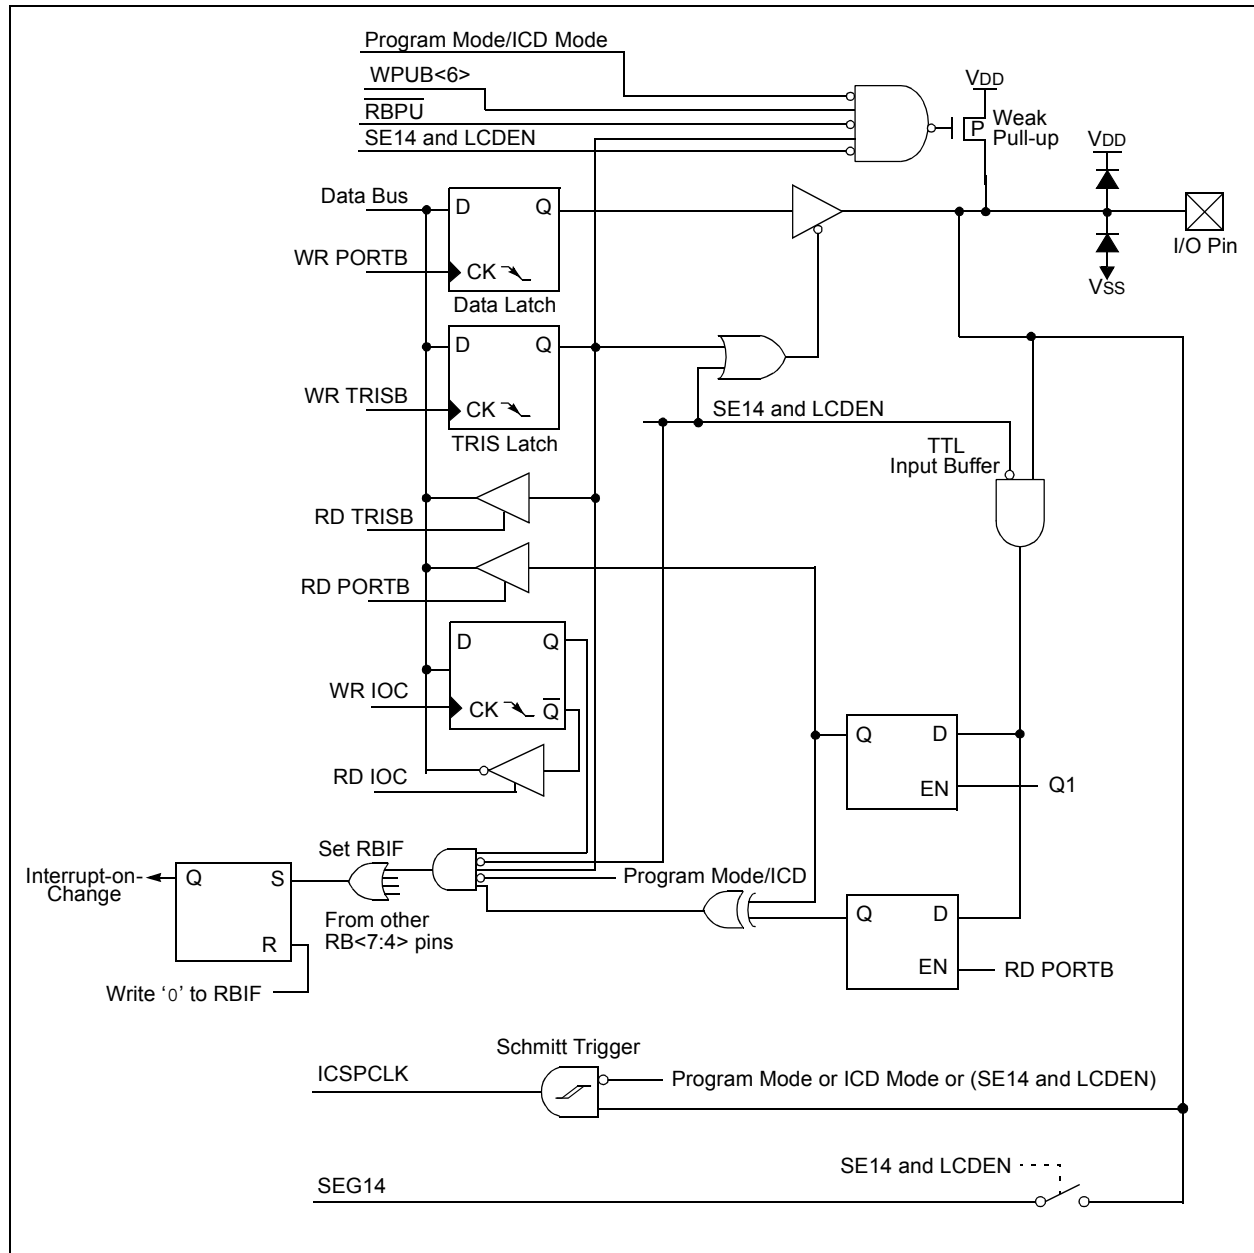 Program Mode/ICD Mode
WPUB<6>
RBPU
SE14 and LCDEN
VDD
P
Weak
Pull-up
VDD
Data Bus
D
Q
I/O Pin
WR PORTB
CK
VSS
Data Latch
D
Q
WR TRISB
CK
SE14 and LCDEN
TRIS Latch
TTL
Input Buffer
RD TRISB
RD PORTB
D
Q
WR IOC
CK
Q
Q
D
RD IOC
EN
Q1
Set RBIF
Interrupt-on-
Change
Q
S
Program Mode/ICD
From other
RB<7:4> pins
Q
D
R
EN
RD PORTB
Write ‘0’ to RBIF
Schmitt Trigger
ICSPCLK
Program Mode or ICD Mode or (SE14 and LCDEN)
SE14 and LCDEN
SEG14